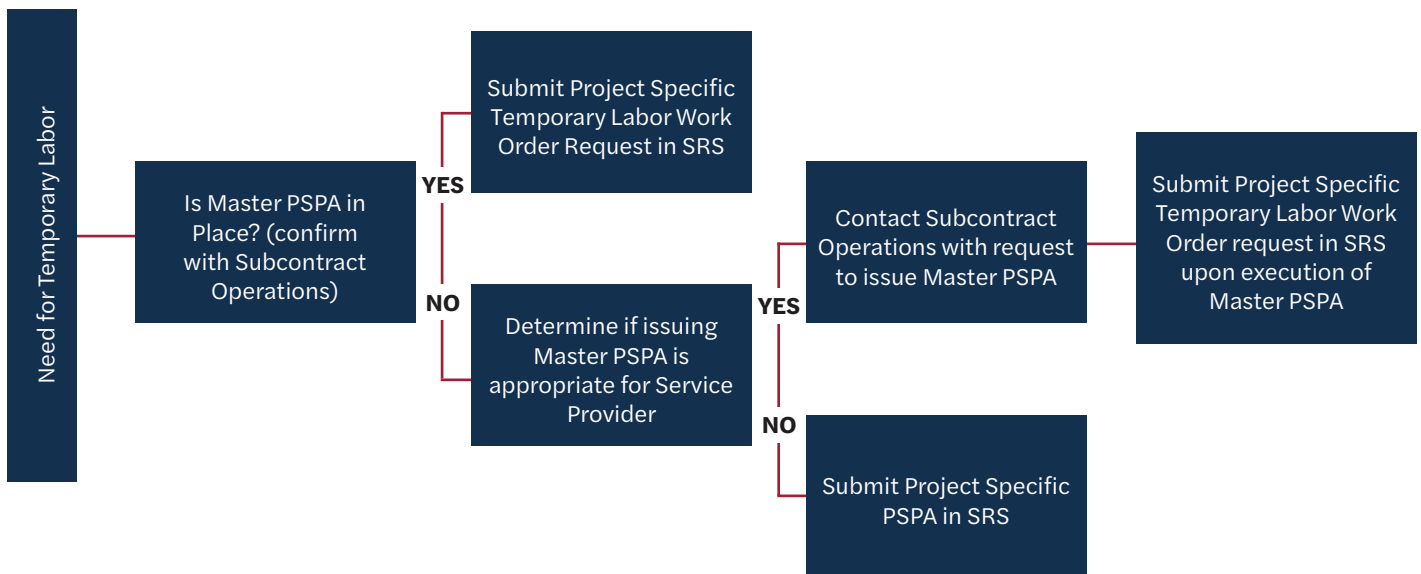 Need for Temporary Labor
Is Master PSPA in
Place? (confirm
with Subcontract
Operations)
YES
Submit Project Specific
Temporary Labor Work
Order Request in SRS
NO
Determine if issuing
Master PSPA is
appropriate for Service
Provider
YES
Contact Subcontract
Operations with request
to issue Master PSPA
Submit Project Specific
Temporary Labor Work
Order request in SRS
upon execution of
Master PSPA
NO
Submit Project Specific
PSPA in SRS